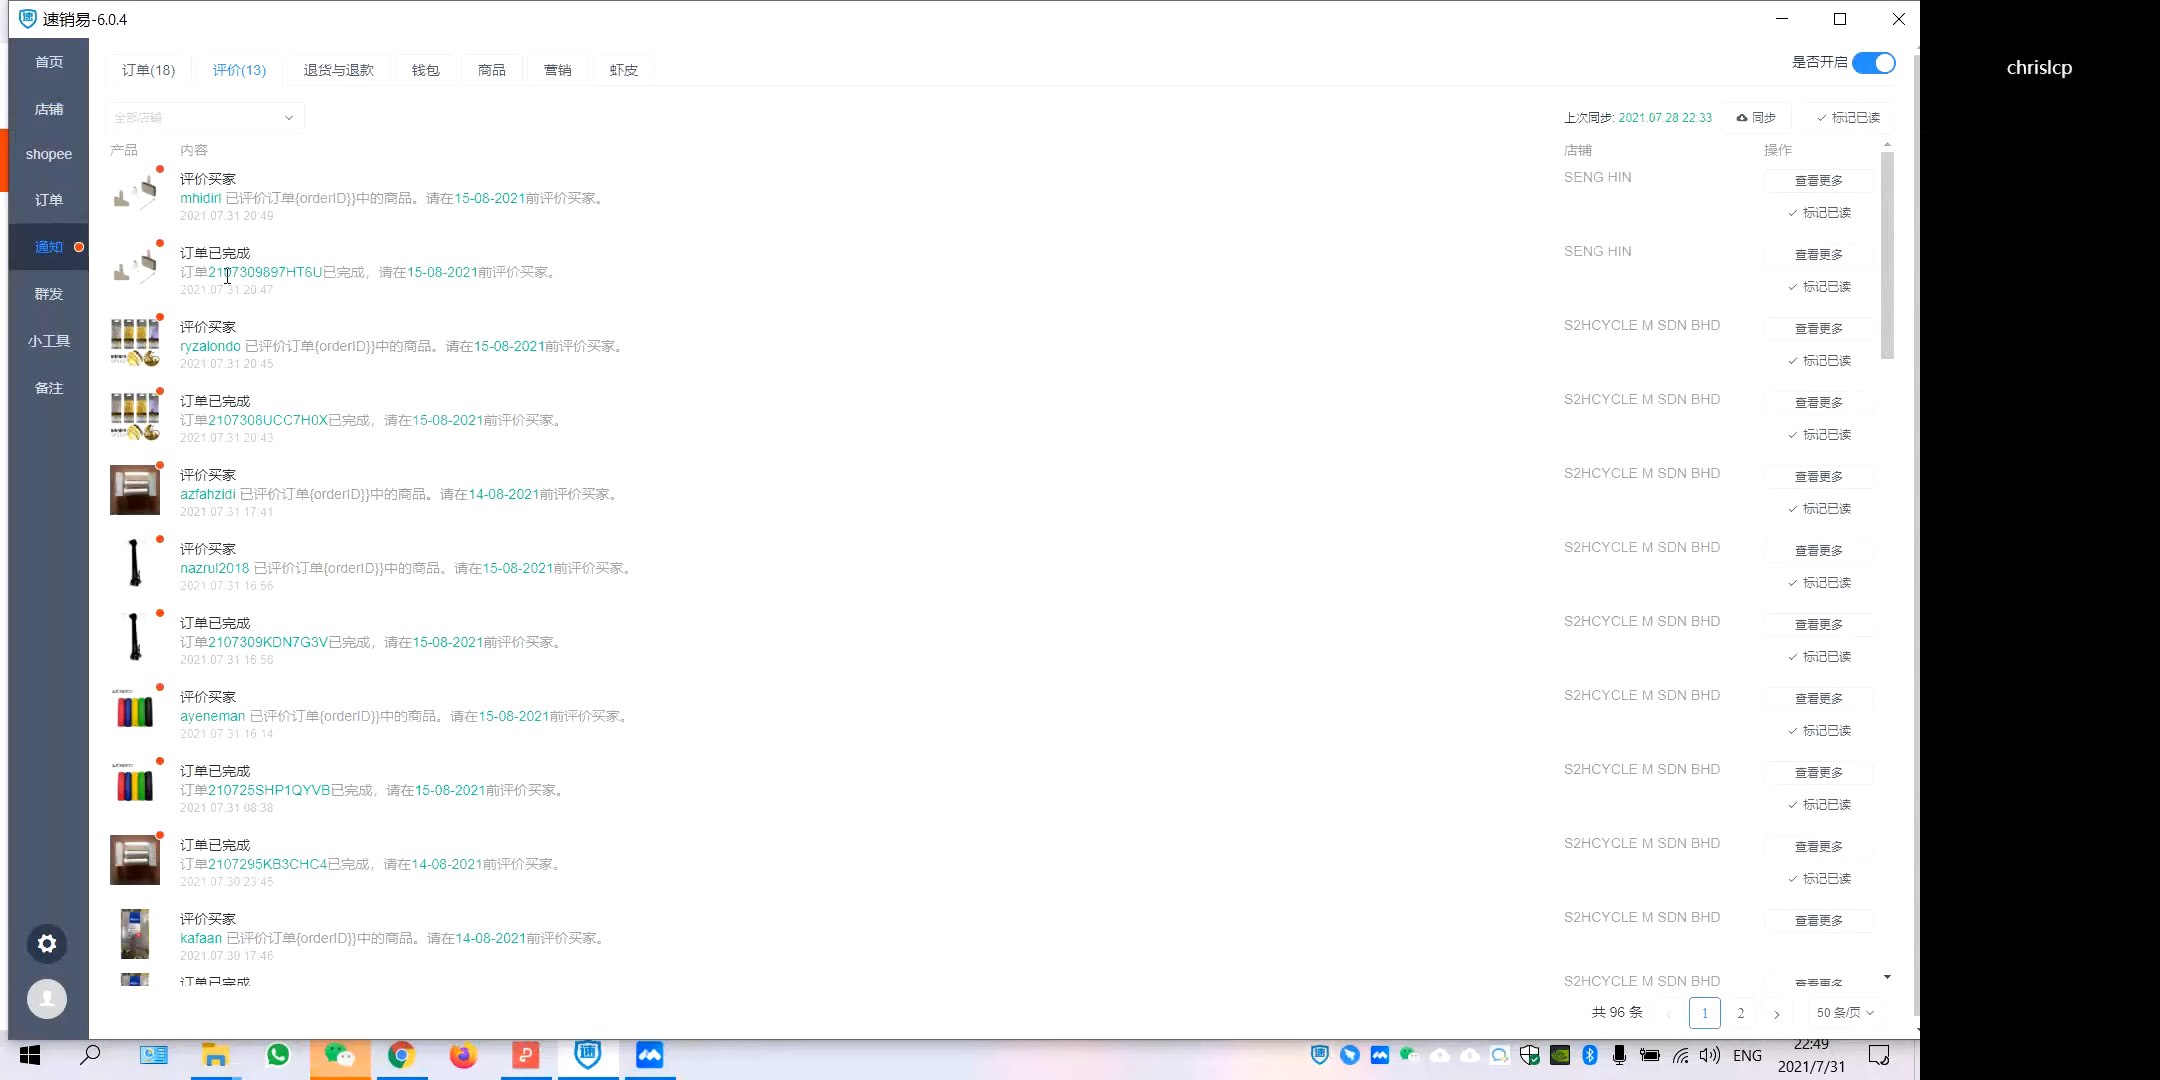 速销易-6.0.4
chrislcp
首页
店铺
shopee
订单
通知
群发
小工具
备注
订单(18)
评价(13)
退货与退款
钱包
商品
营销
虾皮
是否开启
全部店铺
上次同步: 2021.07.28 22:33
同步
标记已读
产品
内容
店铺
操作
评价买家
mhidirl 已评价订单{orderID}}中的商品。请在15-08-2021前评价买家。
2021.07.31 20:49
SENG HIN
查看更多
标记已读
订单已完成
订单2107309897HT6U已完成，请在15-08-2021前评价买家。
2021.07.31 20:47
SENG HIN
查看更多
标记已读
评价买家
ryzalondo 已评价订单{orderID}}中的商品。请在15-08-2021前评价买家。
2021.07.31 20:45
S2HCYCLE M SDN BHD
查看更多
标记已读
订单已完成
订单2107308UCC7H0X已完成，请在15-08-2021前评价买家。
2021.07.31 20:43
S2HCYCLE M SDN BHD
查看更多
标记已读
评价买家
azfahzidi 已评价订单{orderID}}中的商品。请在14-08-2021前评价买家。
2021.07.31 17:41
S2HCYCLE M SDN BHD
查看更多
标记已读
评价买家
nazrul2018 已评价订单{orderID}}中的商品。请在15-08-2021前评价买家。
2021.07.31 16:56
S2HCYCLE M SDN BHD
查看更多
标记已读
订单已完成
订单2107309KDN7G3V已完成，请在15-08-2021前评价买家。
2021.07.31 16:56
S2HCYCLE M SDN BHD
查看更多
标记已读
评价买家
ayeneman 已评价订单{orderID}}中的商品。请在15-08-2021前评价买家。
2021.07.31 16:14
S2HCYCLE M SDN BHD
查看更多
标记已读
订单已完成
订单210725SHP1QYVB已完成，请在15-08-2021前评价买家。
2021.07.31 08:38
S2HCYCLE M SDN BHD
查看更多
标记已读
订单已完成
订单2107295KB3CHC4已完成，请在14-08-2021前评价买家。
2021.07.30 23:45
S2HCYCLE M SDN BHD
查看更多
标记已读
评价买家
kafaan 已评价订单{orderID}}中的商品。请在14-08-2021前评价买家。
2021.07.30 17:46
S2HCYCLE M SDN BHD
查看更多
订单已完成
S2HCYCLE M SDN BHD
查看更多
共 96 条
1
2
50 条/页
ENG
22:49
2021/7/31